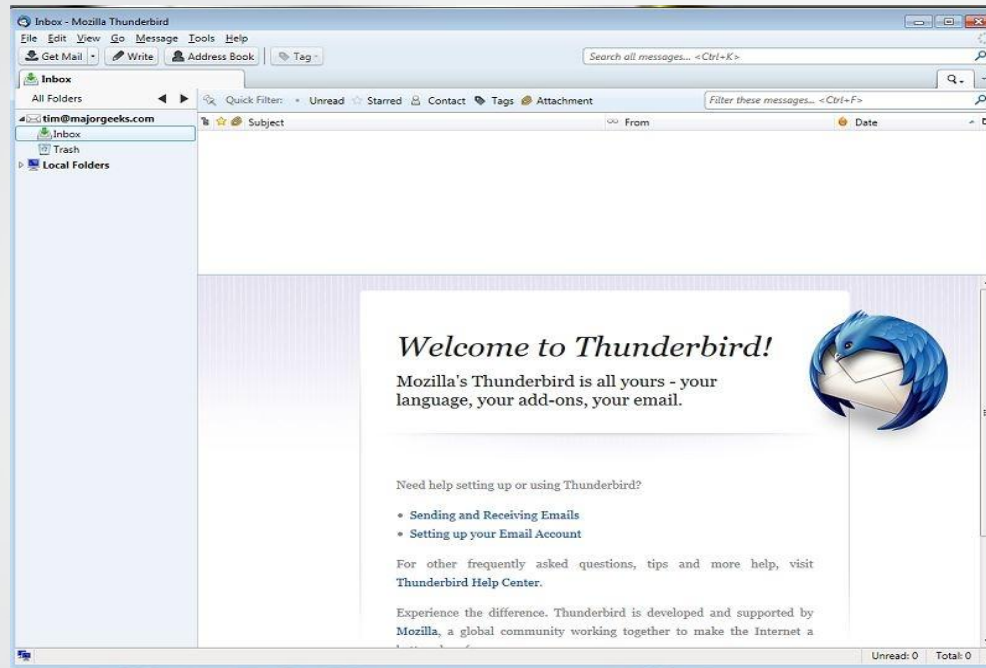 Inbox - Mozilla Thunderbird
File Edit View Go Message Tools Help
Get Mail Write Address Book Tag
Search all messages... <Ctrl+K>
Inbox
All Folders
Quick Filter: Unread Starred Contact Tags Attachment
Filter these messages... <Ctrl+F>
tim@majorgeeks.com
Subject From Date
Inbox
Trash
Local Folders
Welcome to Thunderbird!
Mozilla's Thunderbird is all yours - your
language, your add-ons, your email.
Need help setting up or using Thunderbird?
Sending and Receiving Emails
Setting up your Email Account
For other frequently asked questions, tips and more help, visit
Thunderbird Help Center.
Experience the difference. Thunderbird is developed and supported by
Mozilla, a global community working together to make the Internet a
Unread: 0 Total: 0